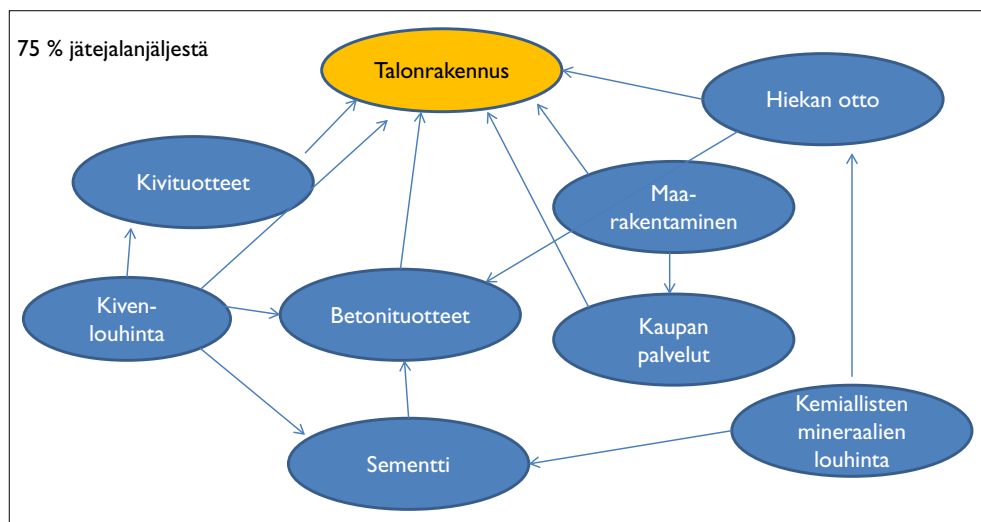 75 % jätejalanjäljestä
Talonrakennus
Hiekan otto
Kivituotteet
Maa-
rakentaminen
Kiven-
louhinta
Betonituotteet
Kaupan
palvelut
Kemiallisten
mineraalien
louhinta
Sementti